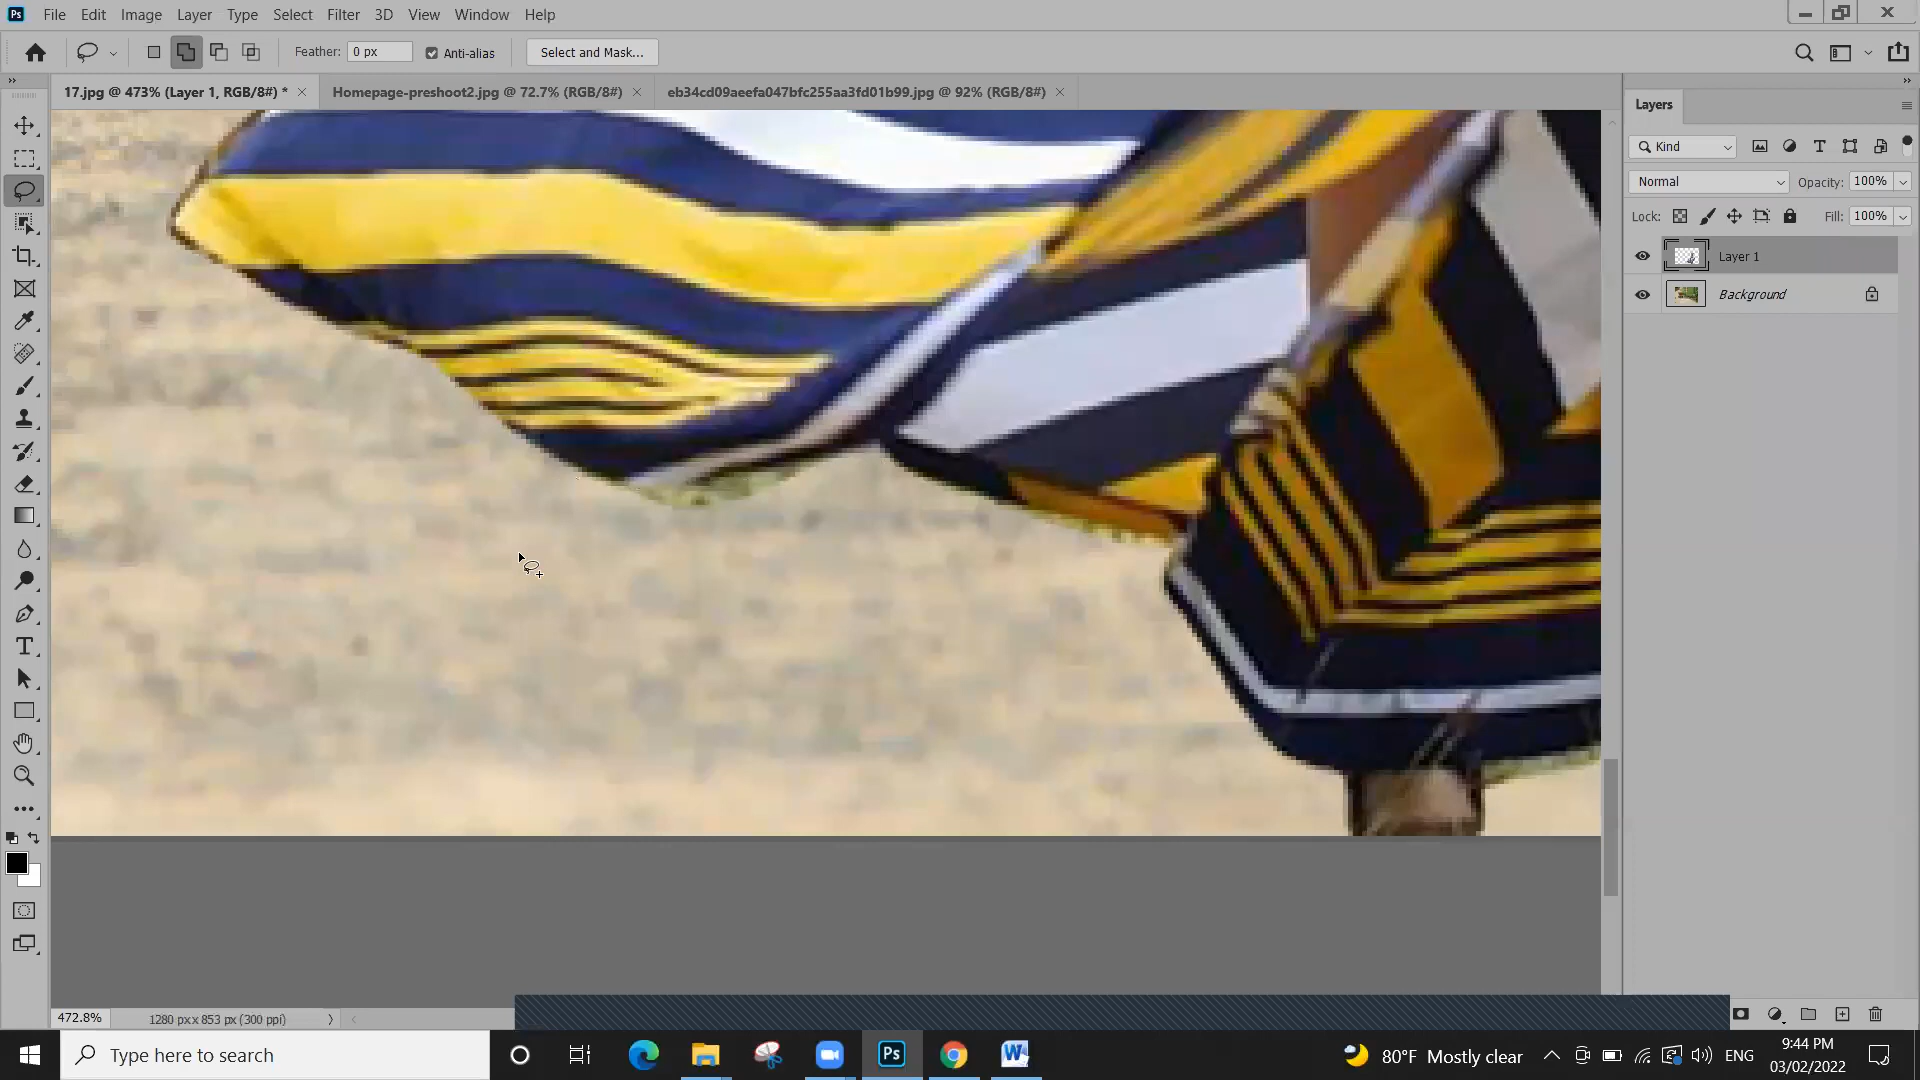 Ps File Edit Image Layer Type Select Filter 3D View Window Help
Feather: 0 px Anti-alias Select and Mask...
17.jpg @ 473% (Layer 1, RGB/8#) * × Homepage-preshoot2.jpg @ 72.7% (RGB/8#) × eb34cd09aeefa047bfc255aa3fd01b99.jpg @ 92% (RGB/8#) ×
Layers
Kind
Normal Opacity: 100%
Lock: Fill: 100%
Layer 1
Background
472.8% 1280 px x 853 px (300 ppi)
Type here to search
Ps
W
80°F Mostly clear
ENG
9:44 PM
03/02/2022